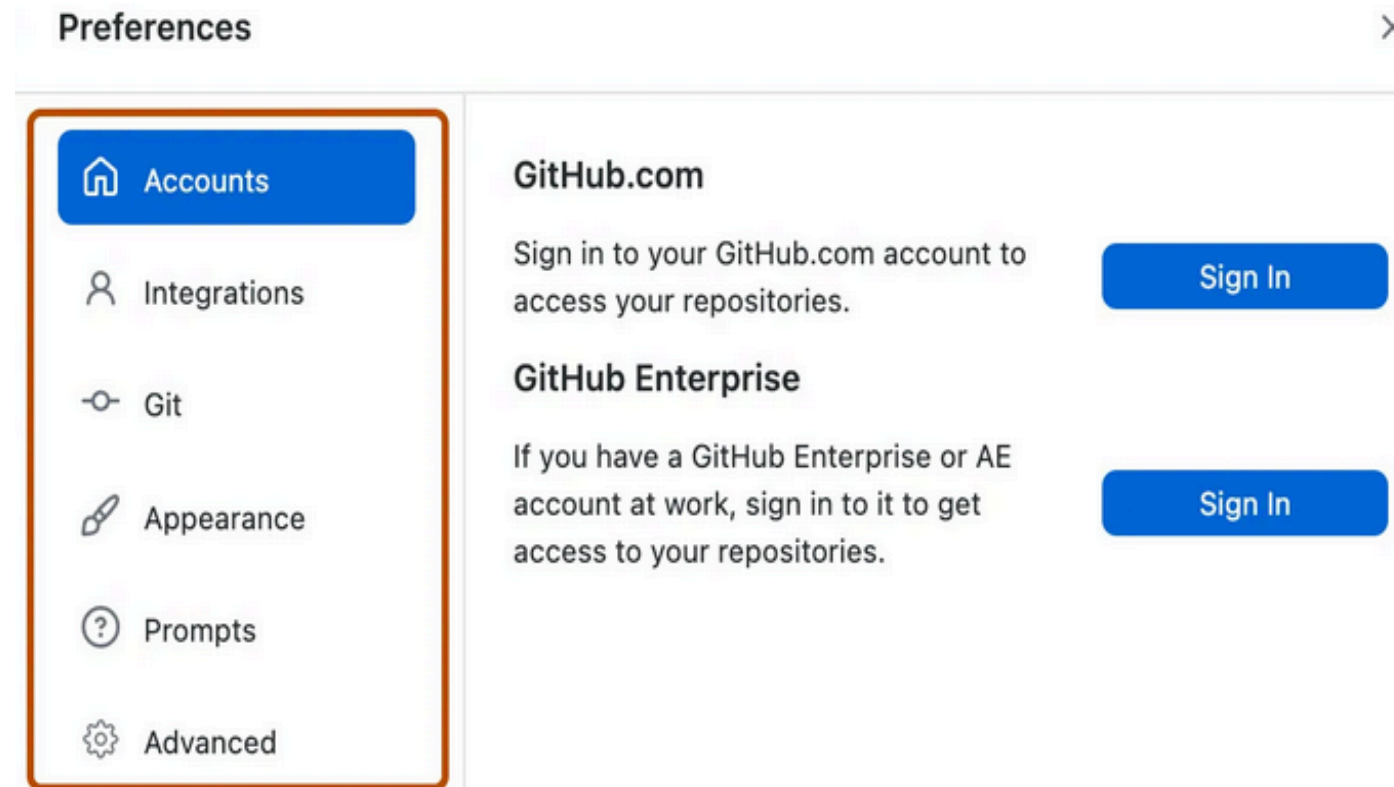 Preferences
Accounts
Integrations
Git
Appearance
Prompts
Advanced
GitHub.com
Sign in to your GitHub.com account to
access your repositories.
Sign In
GitHub Enterprise
If you have a GitHub Enterprise or AE
account at work, sign in to it to get
access to your repositories.
Sign In